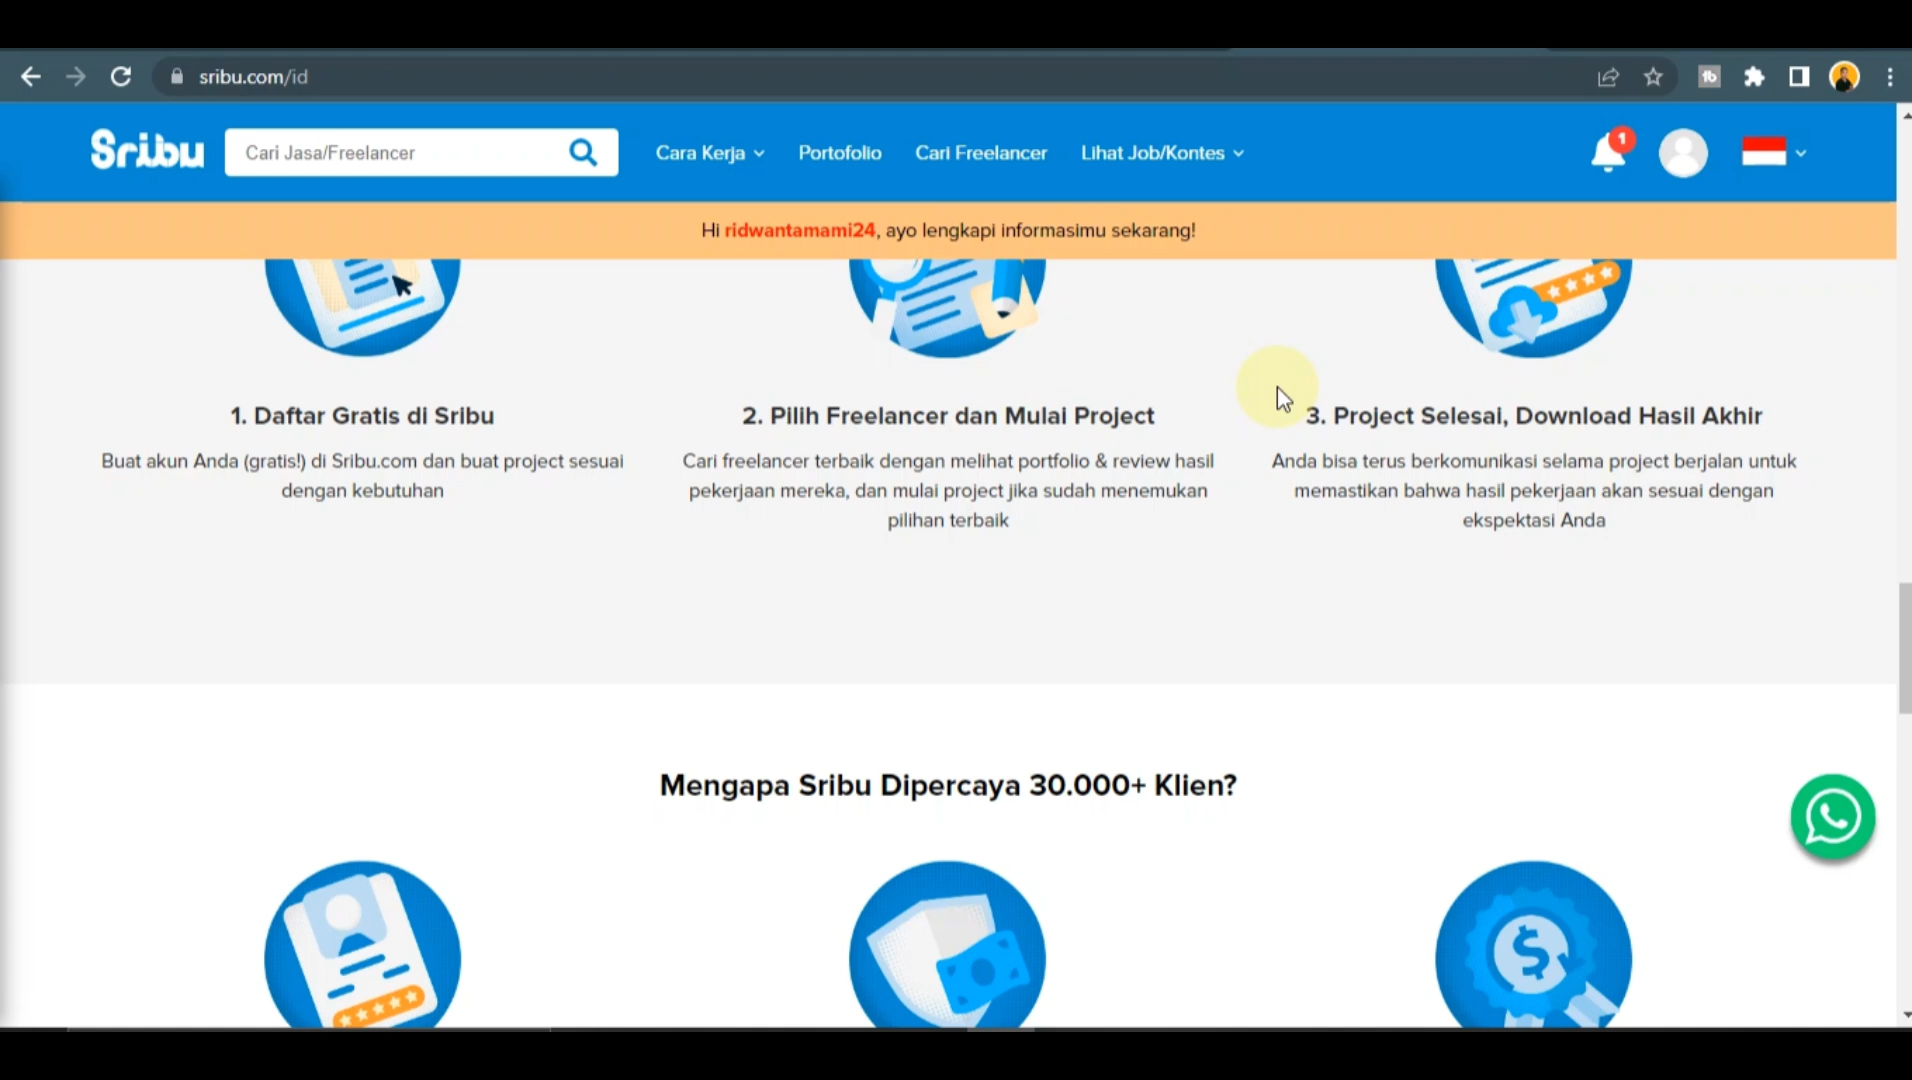 sribu.com/id
Sribu
Cari Jasa/Freelancer
Cara Kerja
Portofolio
Cari Freelancer
Lihat Job/Kontes
1
Hi ridwantamami24, ayo lengkapi informasimu sekarang!
1. Daftar Gratis di Sribu
Buat akun Anda (gratis!) di Sribu.com dan buat project sesuai
dengan kebutuhan
2. Pilih Freelancer dan Mulai Project
Cari freelancer terbaik dengan melihat portfolio & review hasil
pekerjaan mereka, dan mulai project jika sudah menemukan
pilihan terbaik
3. Project Selesai, Download Hasil Akhir
Anda bisa terus berkomunikasi selama project berjalan untuk
memastikan bahwa hasil pekerjaan akan sesuai dengan
ekspektasi Anda
Mengapa Sribu Dipercaya 30.000+ Klien?
$